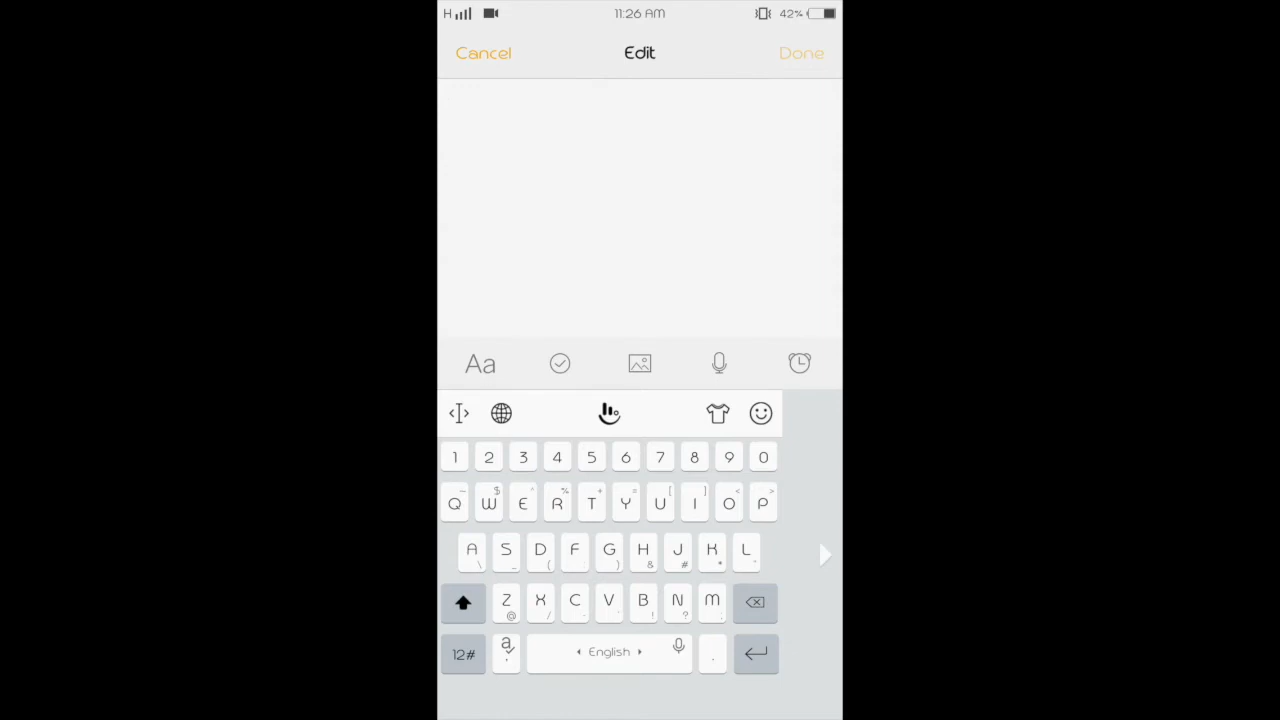 H 11:26 AM 42%
Cancel Edit Done
Aa
1 2 3 4 5 6 7 8 9 0
~ $ ^ % + = [ ] < >
Q W E R T Y U I O P
A S D F G H J K L
\ _ ( ) & # *
Z X C V B N M
@ / ! ? ;
12# a English .